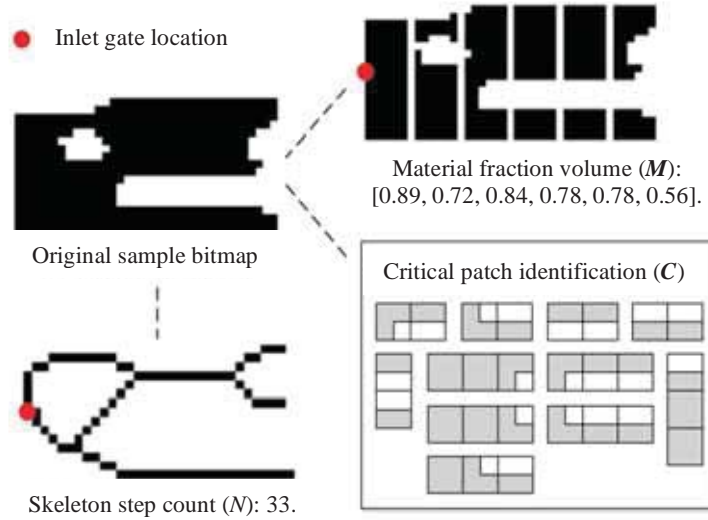 Inlet gate location
Original sample bitmap
Material fraction volume (M):
[0.89, 0.72, 0.84, 0.78, 0.78, 0.56].
Critical patch identification (C)
Skeleton step count (N): 33.